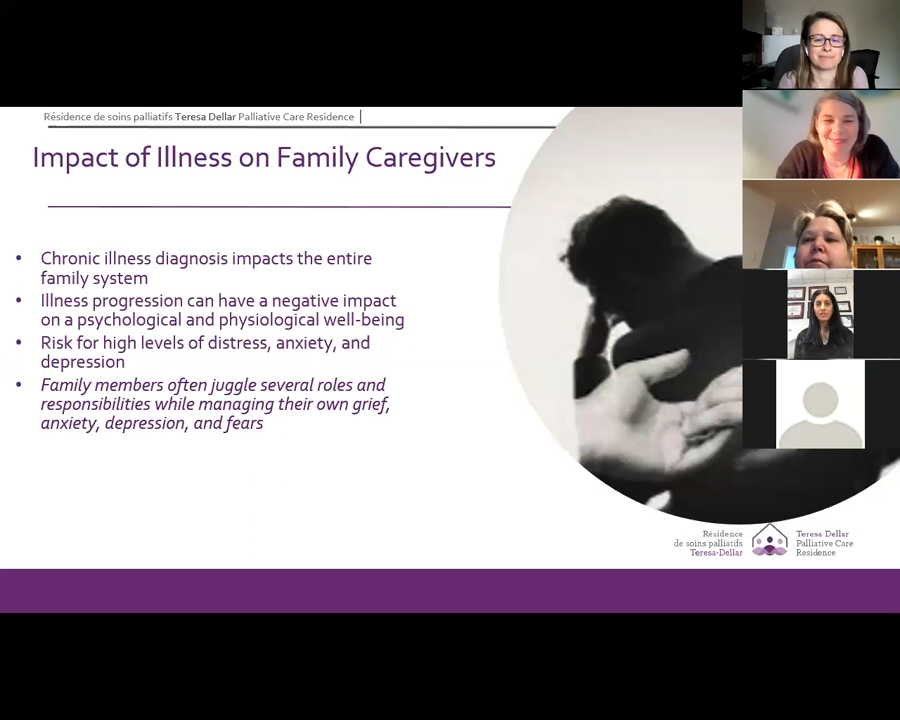 Résidence de soins palliatifs Teresa Dellar Palliative Care Residence
Impact of Illness on Family Caregivers
• Chronic illness diagnosis impacts the entire
family system
• Illness progression can have a negative impact
on a psychological and physiological well-being
• Risk for high levels of distress, anxiety, and
depression
• Family members often juggle several roles and
responsibilities while managing their own grief,
anxiety, depression, and fears
Résidence
de soins palliatifs
Teresa-Dellar
Teresa Dellar
Palliative Care
Residence